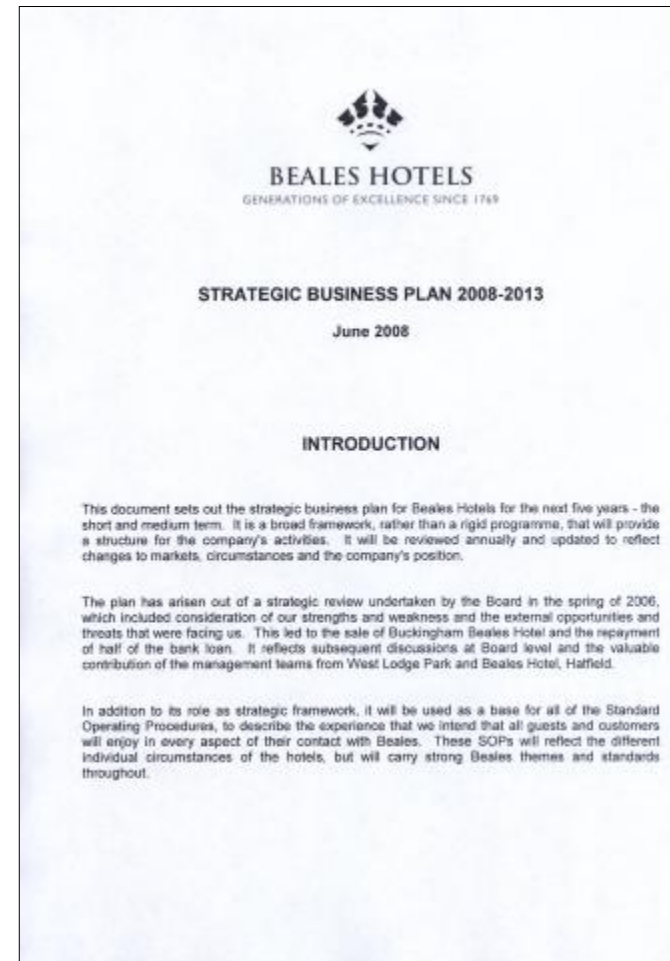 BEALES HOTELS
GENERATIONS OF EXCELLENCE SINCE 1769
STRATEGIC BUSINESS PLAN 2008-2013
June 2008
INTRODUCTION
This document sets out the strategic business plan for Beales Hotels for the next five years - the
short and medium term. It is a broad framework, rather than a rigid programme, that will provide
a structure for the company's activities. It will be reviewed annually and updated to reflect
changes to markets, circumstances and the company's position.
The plan has arisen out of a strategic review undertaken by the Board in the spring of 2006,
which included consideration of our strengths and weakness and the external opportunities and
threats that were facing us. This led to the sale of Buckingham Beales Hotel and the repayment
of half of the bank loan. It reflects subsequent discussions at Board level and the valuable
contribution of the management teams from West Lodge Park and Beales Hotel, Hatfield.
In addition to its role as strategic framework, it will be used as a base for all of the Standard
Operating Procedures, to describe the experience that we intend that all guests and customers
will enjoy in every aspect of their contact with Beales. These SOPs will reflect the different
individual circumstances of the hotels, but will carry strong Beales themes and standards
throughout.